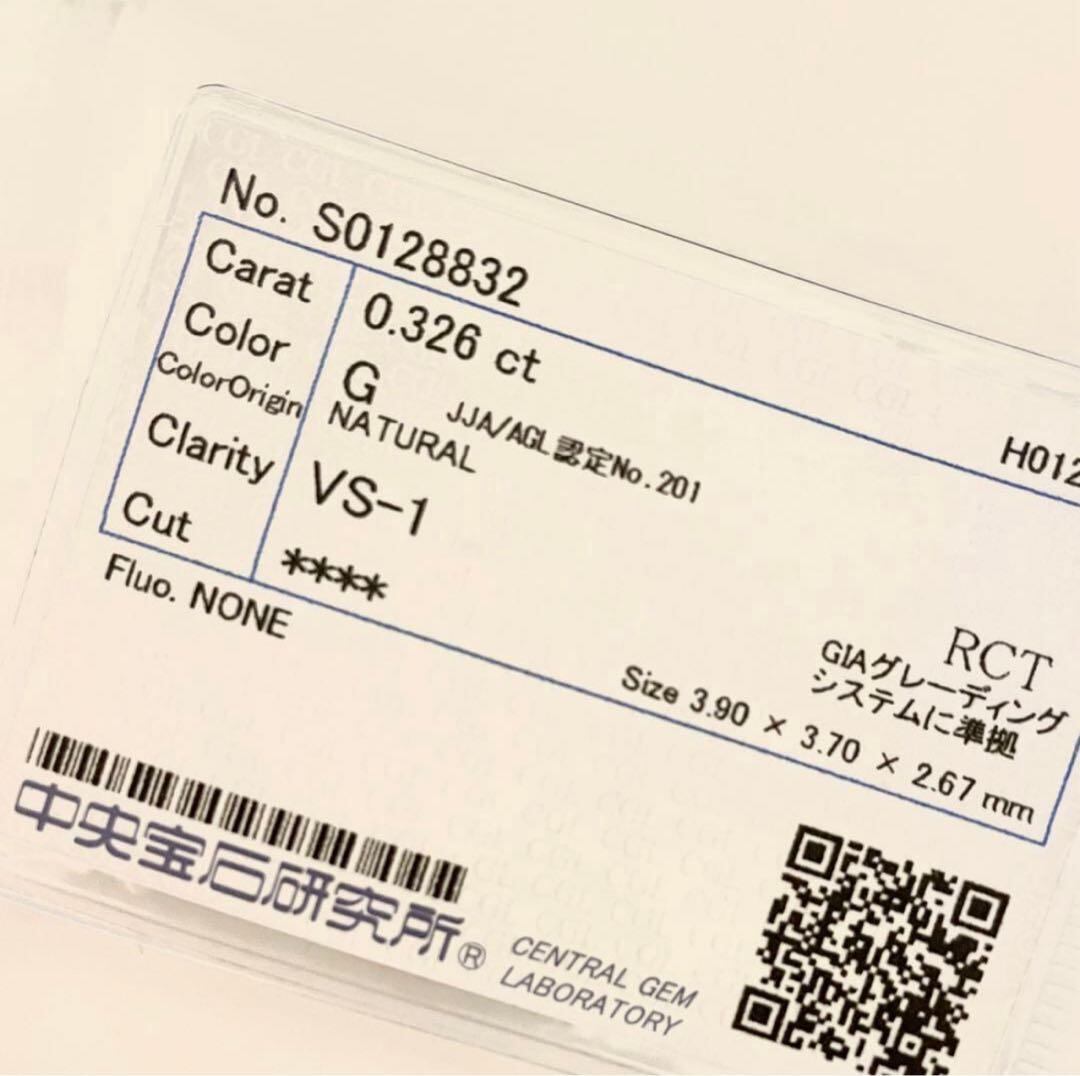 No. S0128832
Carat 0.326 ct
H012
Color G JJA/AGL認定No.201
ColorOrigin NATURAL
Clarity VS-1
Cut ****
RCT
Fluo. NONE
GIAグレーディング
システムに準拠
Size 3.90 × 3.70 × 2.67 mm
中央宝石研究所®
CENTRAL GEM
LABORATORY